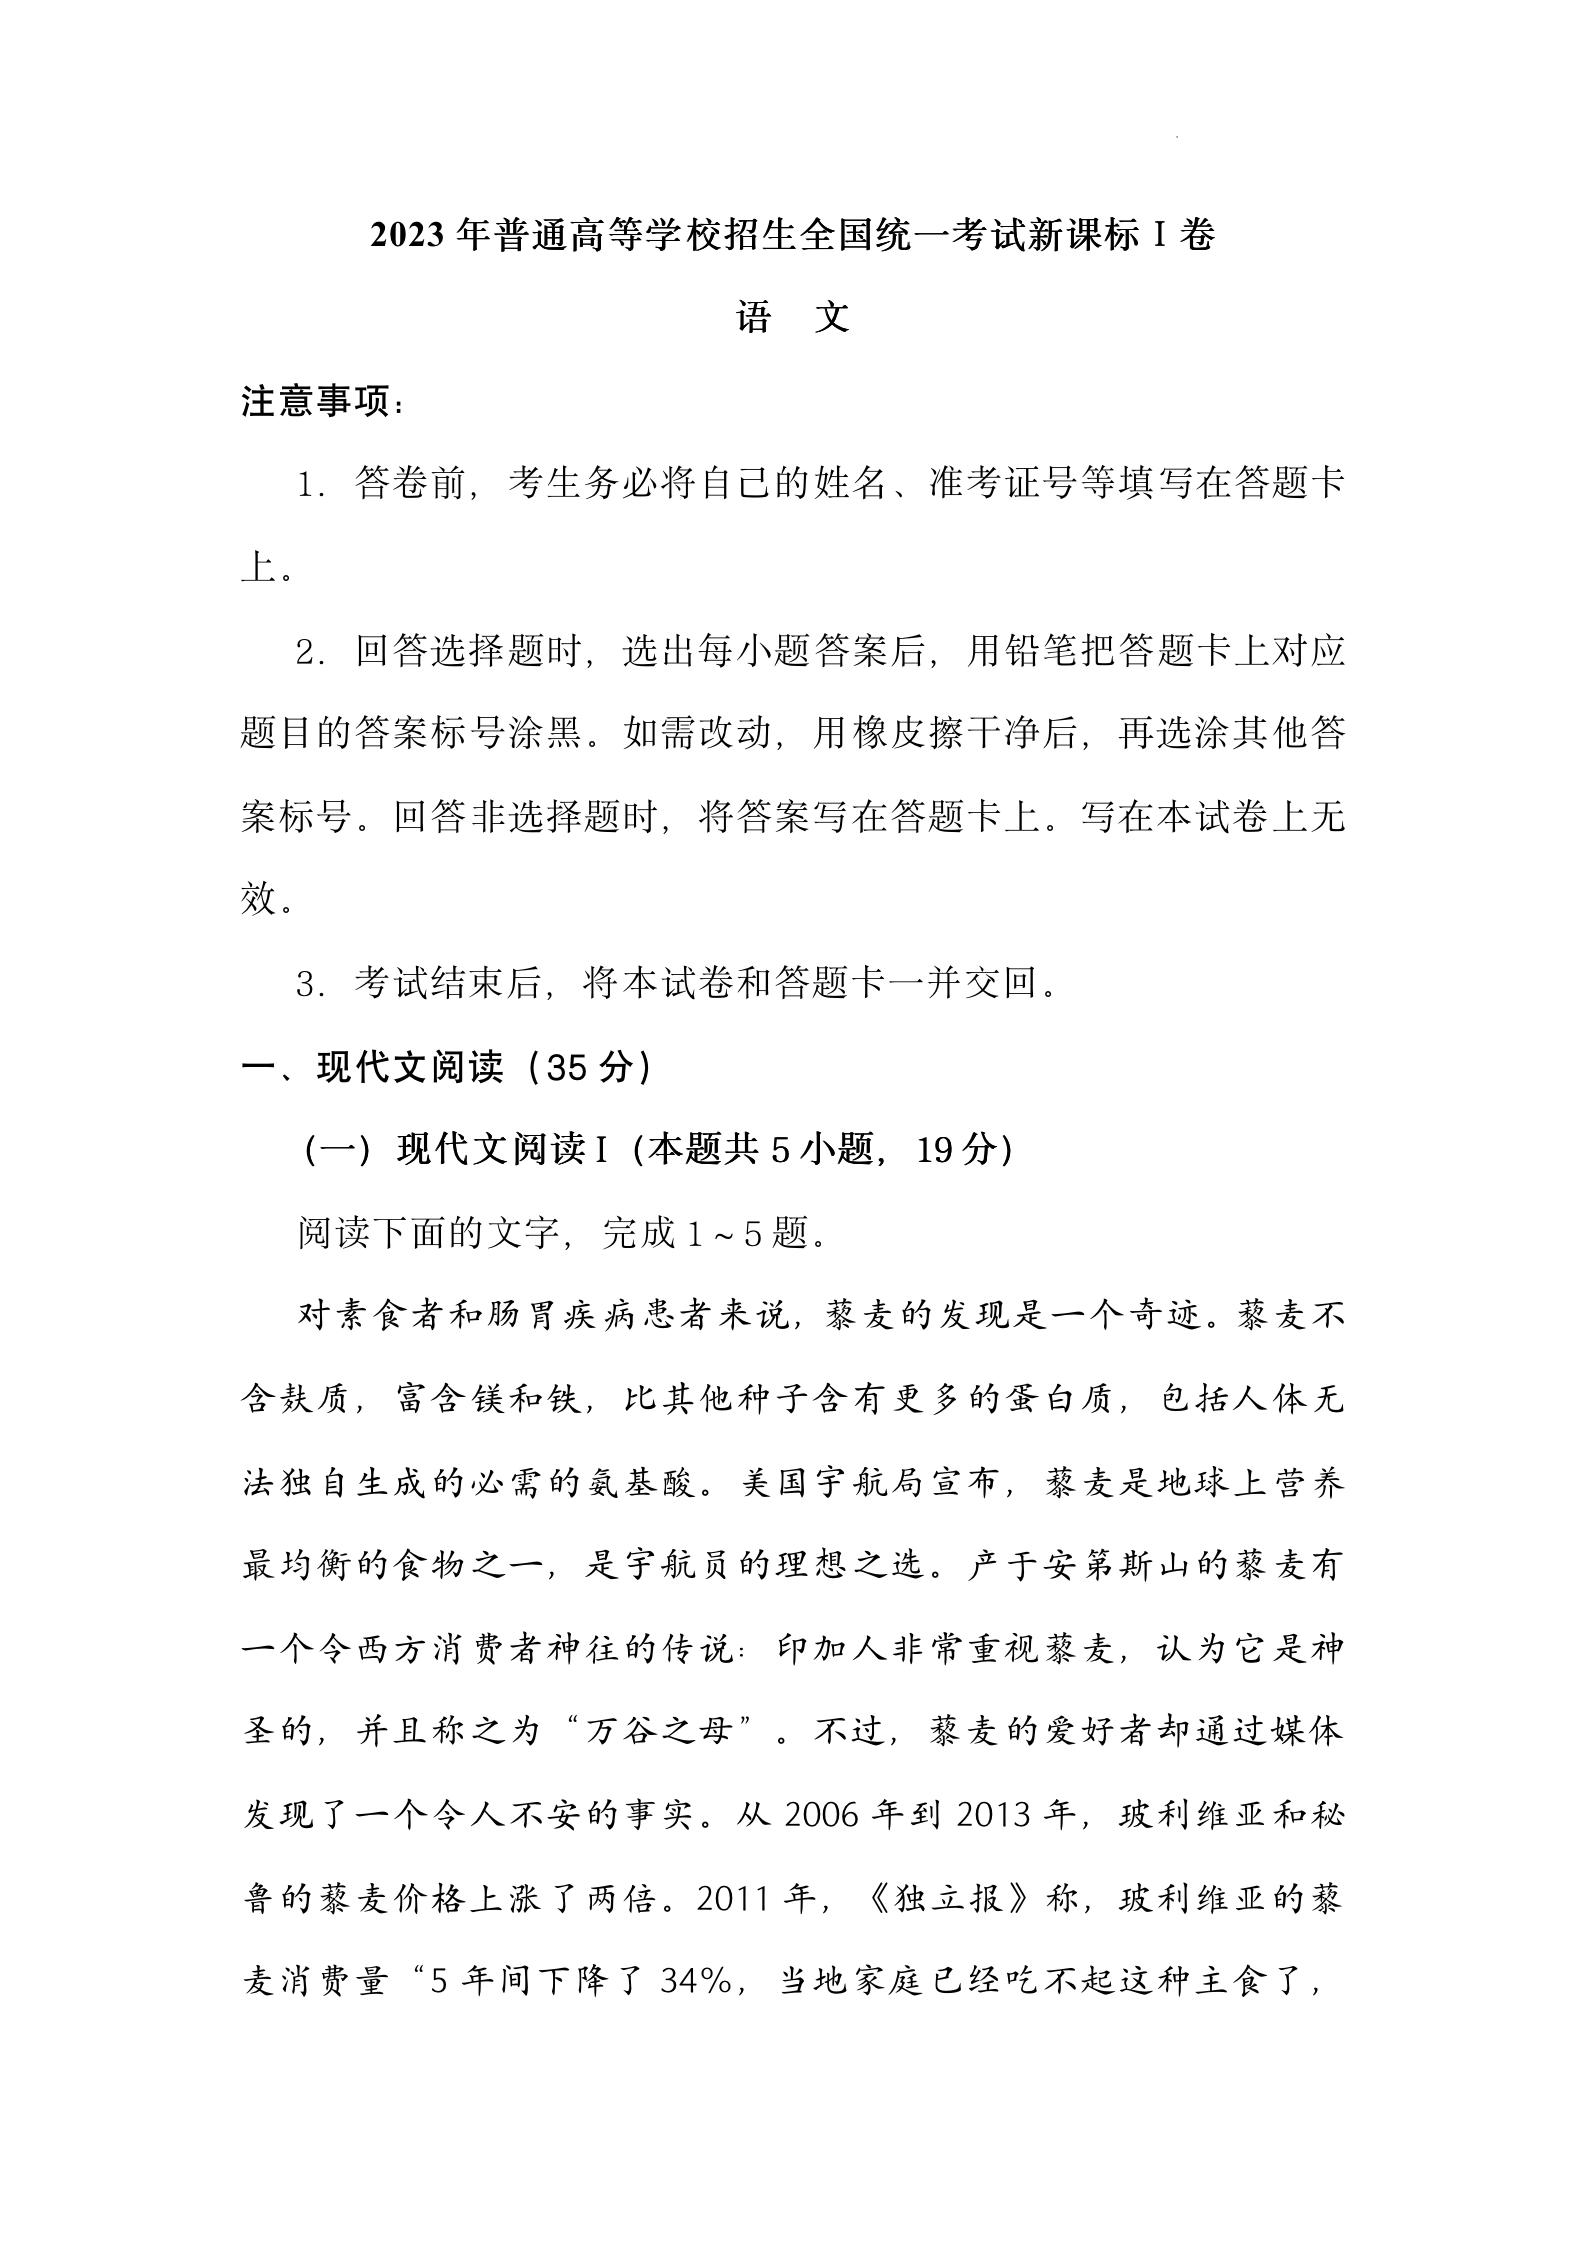 2023 年普通高等学校招生全国统一考试新课标 I 卷
语 文
注意事项：
1. 答卷前，考生务必将自己的姓名、准考证号等填写在答题卡
上。
2. 回答选择题时，选出每小题答案后，用铅笔把答题卡上对应
题目的答案标号涂黑。如需改动，用橡皮擦干净后，再选涂其他答
案标号。回答非选择题时，将答案写在答题卡上。写在本试卷上无
效。
3. 考试结束后，将本试卷和答题卡一并交回。
一、现代文阅读（35 分）
（一）现代文阅读 I（本题共 5 小题，19 分）
阅读下面的文字，完成 1～5 题。
对素食者和肠胃疾病患者来说，藜麦的发现是一个奇迹。藜麦不
含麸质，富含镁和铁，比其他种子含有更多的蛋白质，包括人体无
法独自生成的必需的氨基酸。美国宇航局宣布，藜麦是地球上营养
最均衡的食物之一，是宇航员的理想之选。产于安第斯山的藜麦有
一个令西方消费者神往的传说：印加人非常重视藜麦，认为它是神
圣的，并且称之为“万谷之母”。不过，藜麦的爱好者却通过媒体
发现了一个令人不安的事实。从 2006 年到 2013 年，玻利维亚和秘
鲁的藜麦价格上涨了两倍。2011 年，《独立报》称，玻利维亚的藜
麦消费量“5 年间下降了 34%，当地家庭已经吃不起这种主食了，